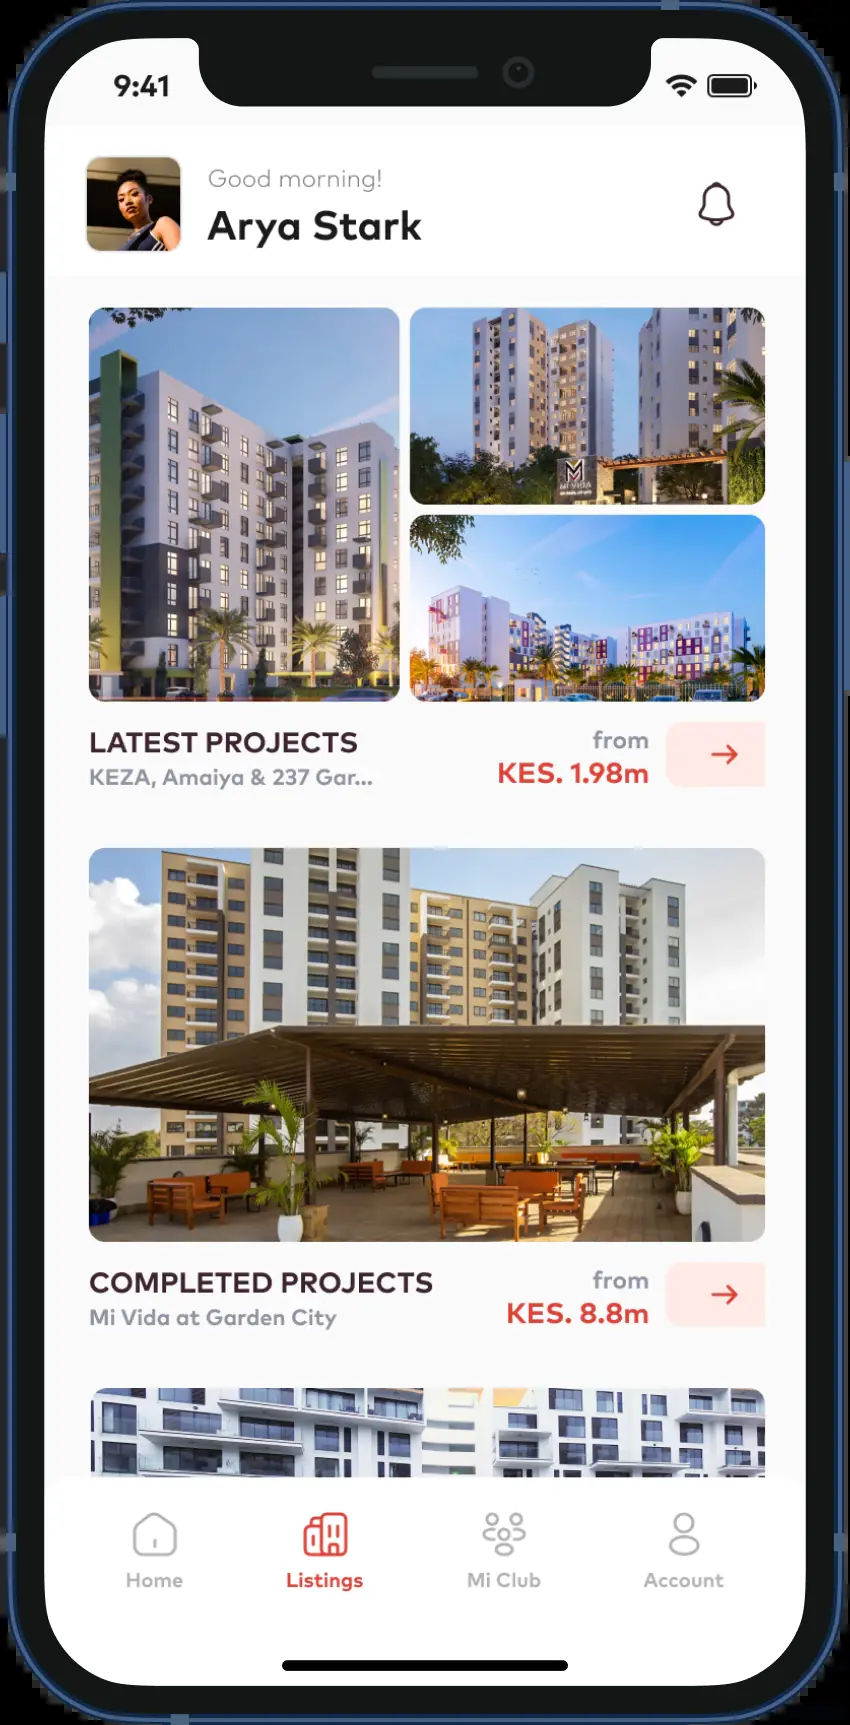 9:41
Good morning!
Arya Stark
MI VIDA
LATEST PROJECTS
KEZA, Amaiya & 237 Gar...
from
KES. 1.98m
COMPLETED PROJECTS
Mi Vida at Garden City
from
KES. 8.8m
Home
Listings
Mi Club
Account